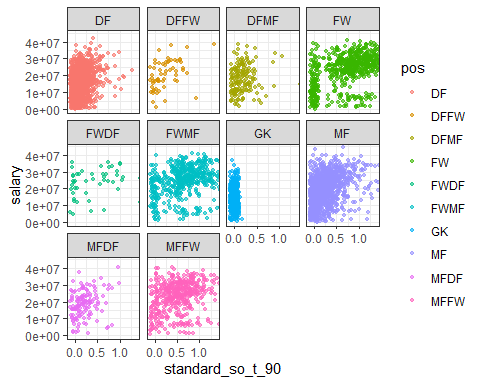 DF DFFW DFMF FW
4e+07
3e+07
2e+07
1e+07
0e+00
FWDF FWMF GK MF
4e+07
3e+07
2e+07
1e+07
0e+00
0.0 0.5 1.0 0.0 0.5 1.0
MFDF MFFW
4e+07
3e+07
2e+07
1e+07
0e+00
0.0 0.5 1.0 0.0 0.5 1.0
standard_so_t_90
salary
pos
DF
DFFW
DFMF
FW
FWDF
FWMF
GK
MF
MFDF
MFFW